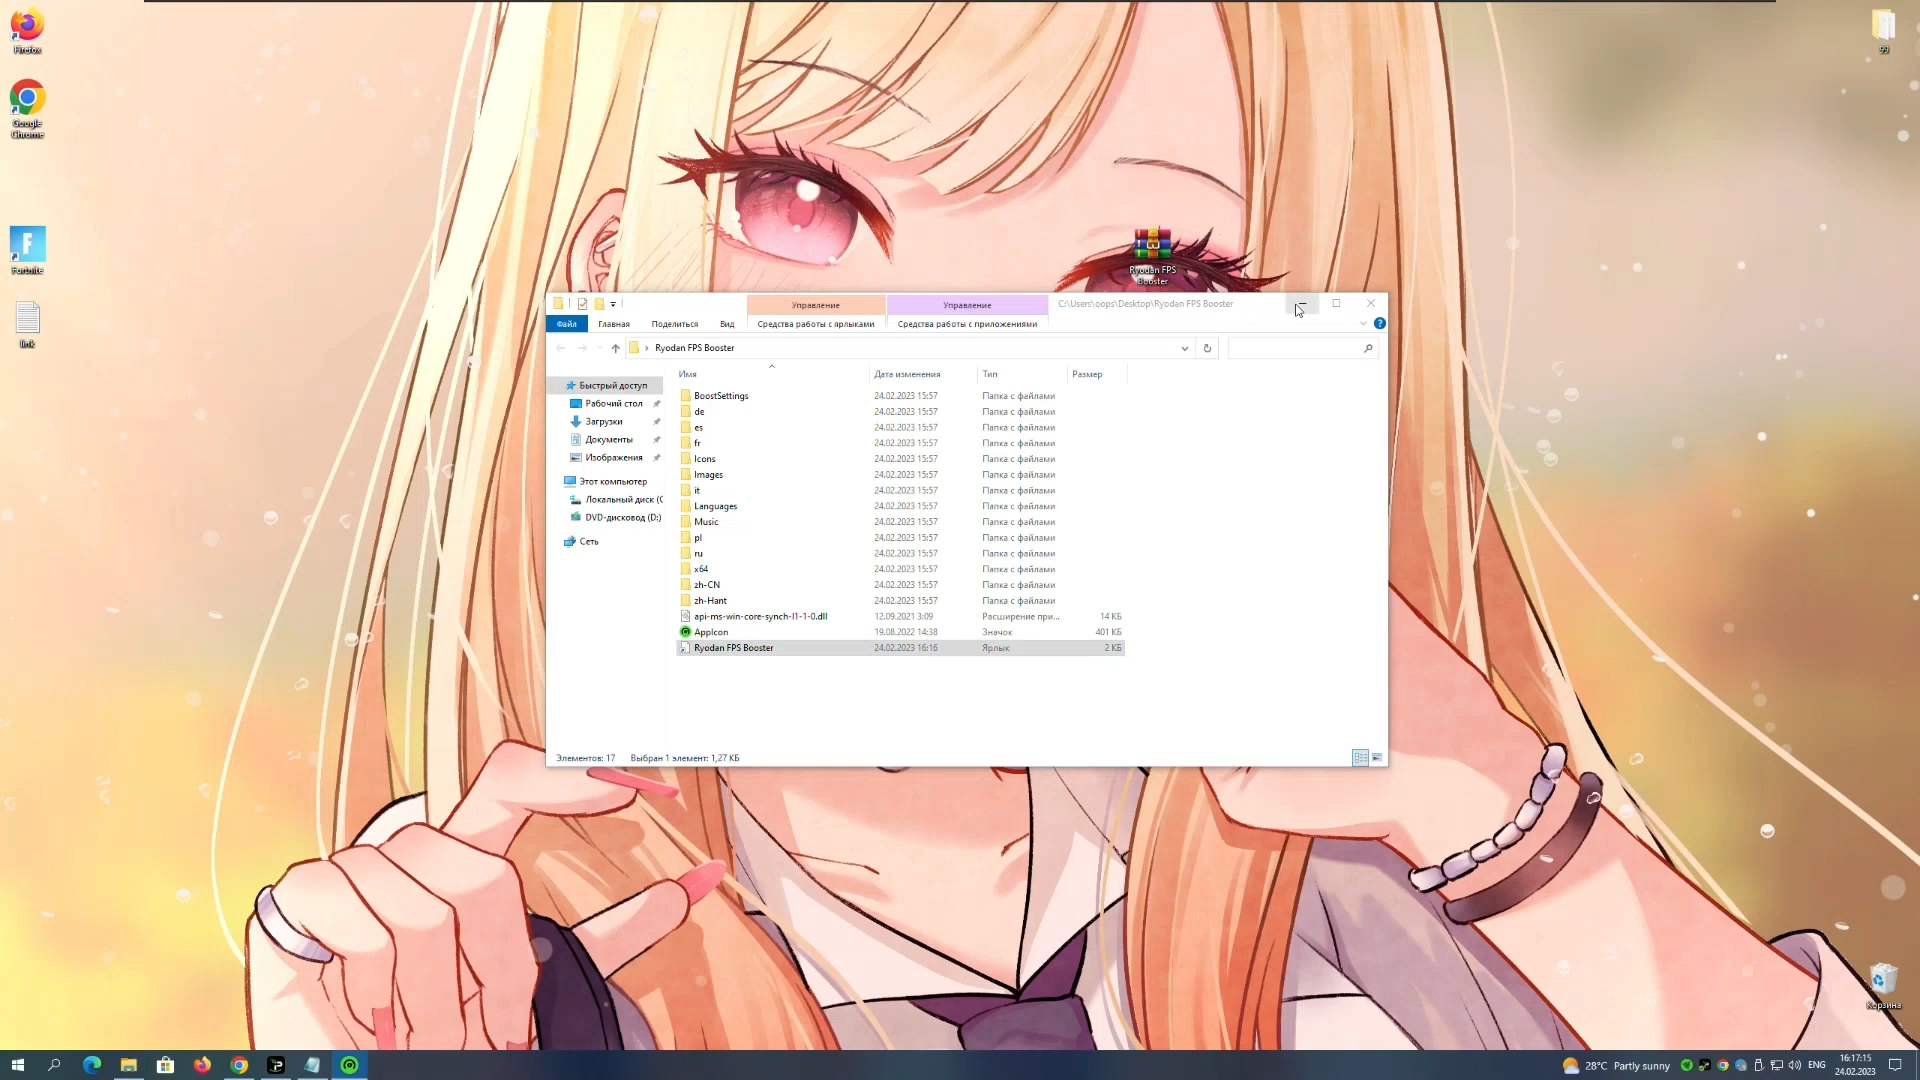 Firefox
Google
Chrome
Fortnite
link
99
Ryodan FPS
Booster
Корзина
Управление
Управление
C:\Users\oops\Desktop\Ryodan FPS Booster
Файл
Главная
Поделиться
Вид
Средства работы с ярлыками
Средства работы с приложениями
Ryodan FPS Booster
Быстрый доступ
Рабочий стол
Загрузки
Документы
Изображения
Этот компьютер
Локальный диск (C
DVD-дисковод (D:)
Сеть
Имя Дата изменения Тип Размер
BoostSettings 24.02.2023 15:57 Папка с файлами
de 24.02.2023 15:57 Папка с файлами
es 24.02.2023 15:57 Папка с файлами
fr 24.02.2023 15:57 Папка с файлами
Icons 24.02.2023 15:57 Папка с файлами
Images 24.02.2023 15:57 Папка с файлами
it 24.02.2023 15:57 Папка с файлами
Languages 24.02.2023 15:57 Папка с файлами
Music 24.02.2023 15:57 Папка с файлами
pl 24.02.2023 15:57 Папка с файлами
ru 24.02.2023 15:57 Папка с файлами
x64 24.02.2023 15:57 Папка с файлами
zh-CN 24.02.2023 15:57 Папка с файлами
zh-Hant 24.02.2023 15:57 Папка с файлами
api-ms-win-core-synch-l1-1-0.dll 12.09.2021 3:09 Расширение при... 14 КБ
AppIcon 19.08.2022 14:38 Значок 401 КБ
Ryodan FPS Booster 24.02.2023 16:16 Ярлык 2 КБ
Элементов: 17 Выбран 1 элемент: 1,27 КБ
28°C Partly sunny
ENG
16:17:15
24.02.2023